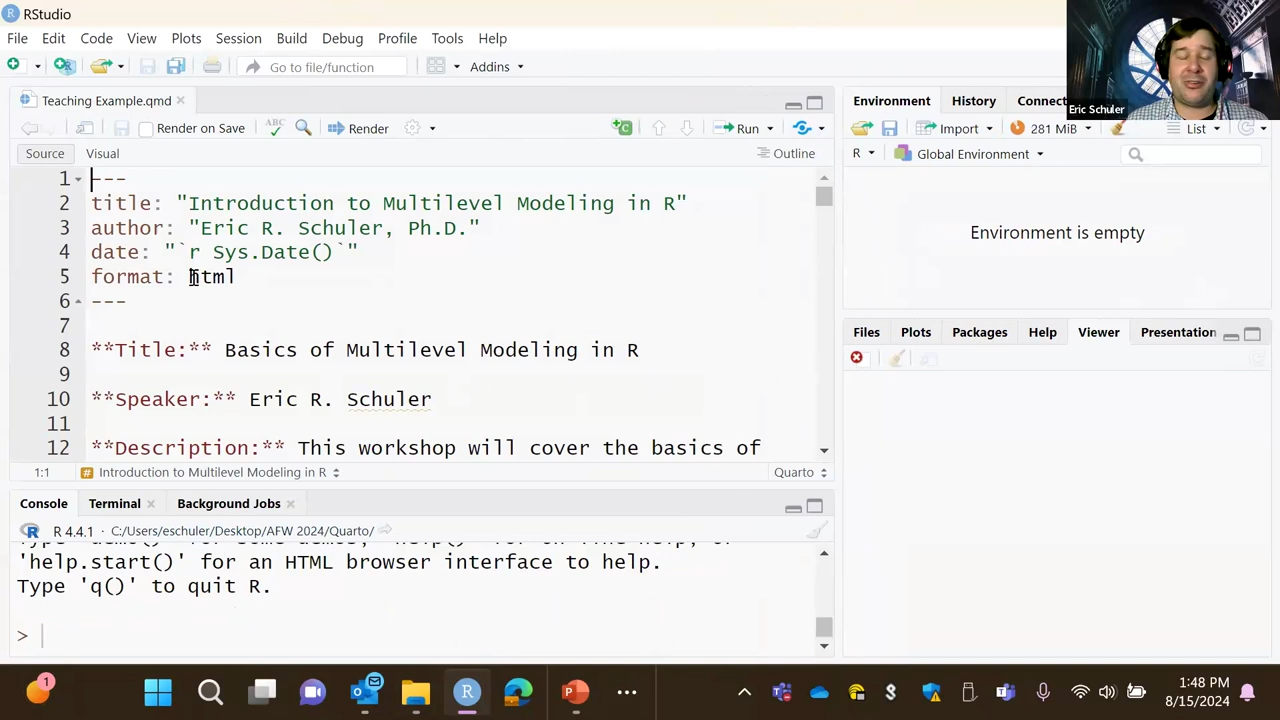 RStudio
File Edit Code View Plots Session Build Debug Profile Tools Help
Go to file/function Addins
Eric Schuler
Teaching Example.qmd
Environment History Connec
Render on Save ABC Render Run
Import 281 MiB List
Source Visual Outline
R Global Environment
1 ---
2 title: "Introduction to Multilevel Modeling in R"
3 author: "Eric R. Schuler, Ph.D."
4 date: "`r Sys.Date()`"
5 format: html
6 ---
7
8 **Title:** Basics of Multilevel Modeling in R
9
10 **Speaker:** Eric R. Schuler
11
12 **Description:** This workshop will cover the basics of
Environment is empty
Files Plots Packages Help Viewer Presentation
1:1 # Introduction to Multilevel Modeling in R Quarto
Console Terminal Background Jobs
R 4.4.1 · C:/Users/eschuler/Desktop/AFW 2024/Quarto/
'help.start()' for an HTML browser interface to help.
Type 'q()' to quit R.
>
1
1:48 PM
8/15/2024